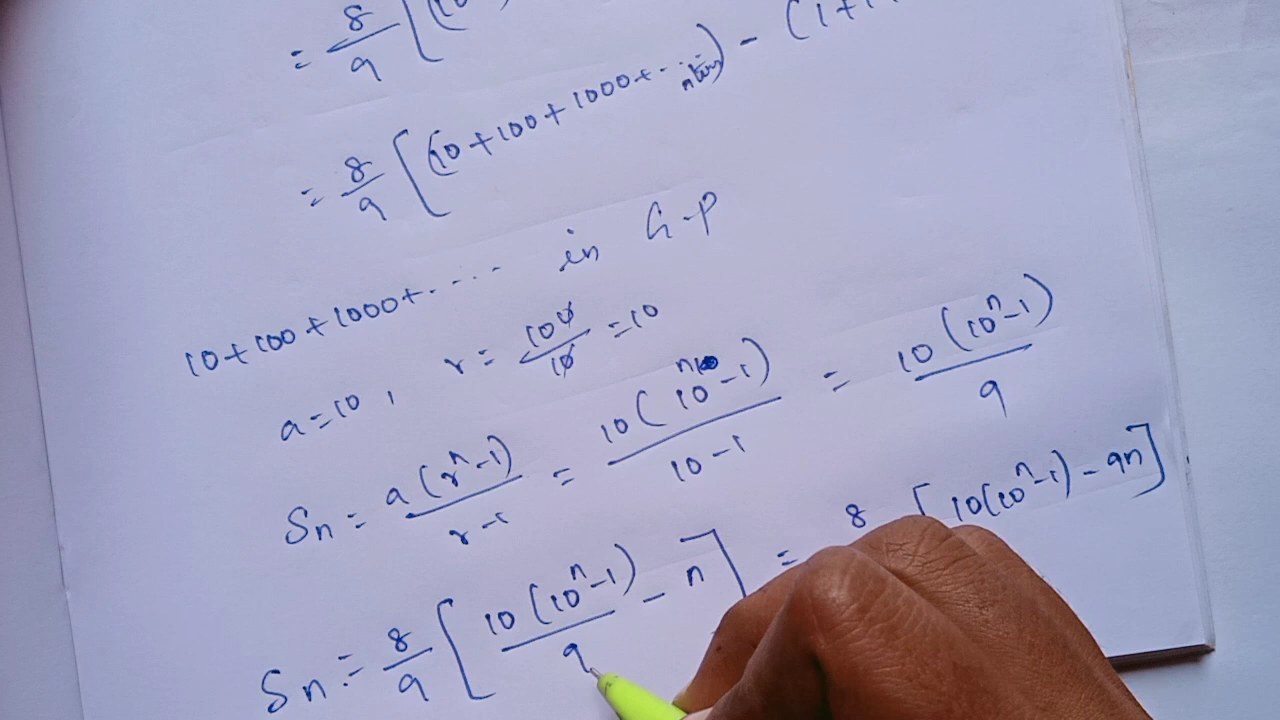 = 8/9 [(10
= 8/9 [(10+100+1000+... n terms) - (1+1
10+100+1000+.... in G.P
a=10, r = 100/10 =10
Sn = a(r^n-1)/r-1 = 10(10^n-1)/10-1 = 10(10^n-1)/9
Sn = 8/9 [10(10^n-1)/9 - n] = 8 [10(10^n-1)-9n]